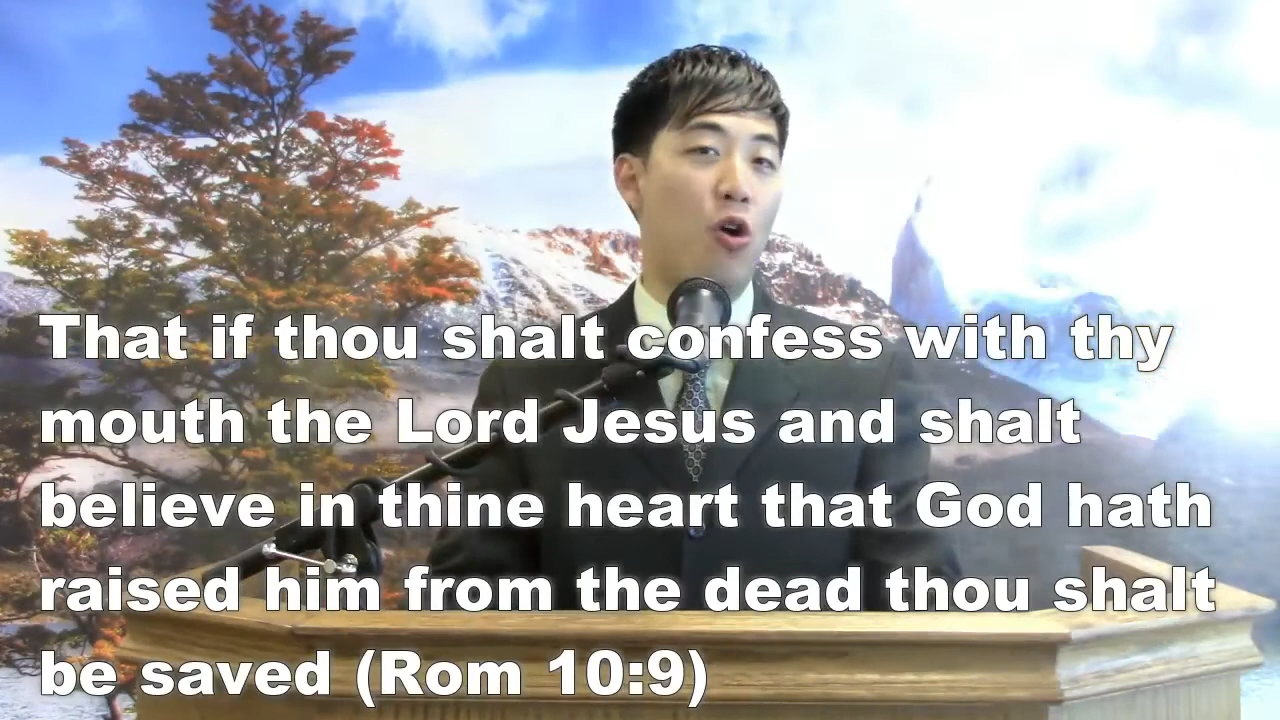 That if thou shalt confess with thy
mouth the Lord Jesus and shalt
believe in thine heart that God hath
raised him from the dead thou shalt
be saved (Rom 10:9)